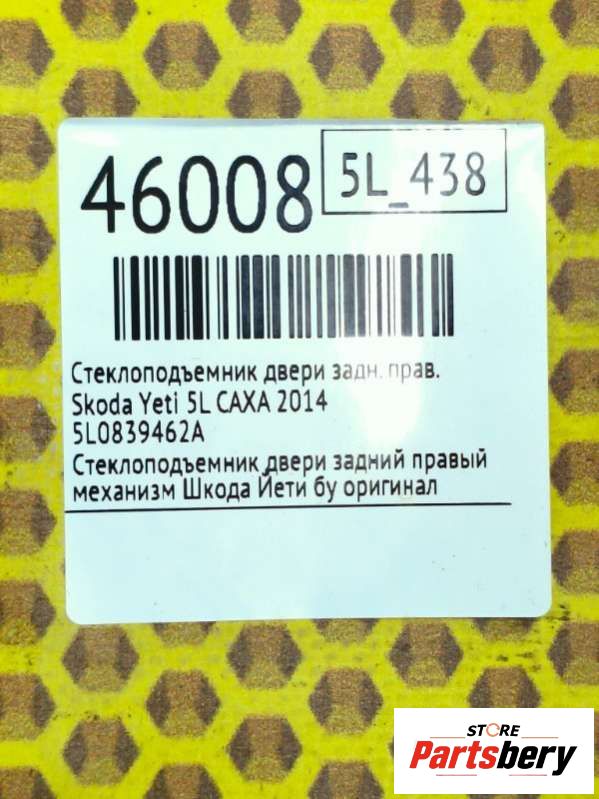 46008
5L_438
Стеклоподъемник двери задн. прав.
Skoda Yeti 5L CAXA 2014
5L0839462A
Стеклоподъемник двери задний правый
механизм Шкода Йети бу оригинал
STORE
Partsbery